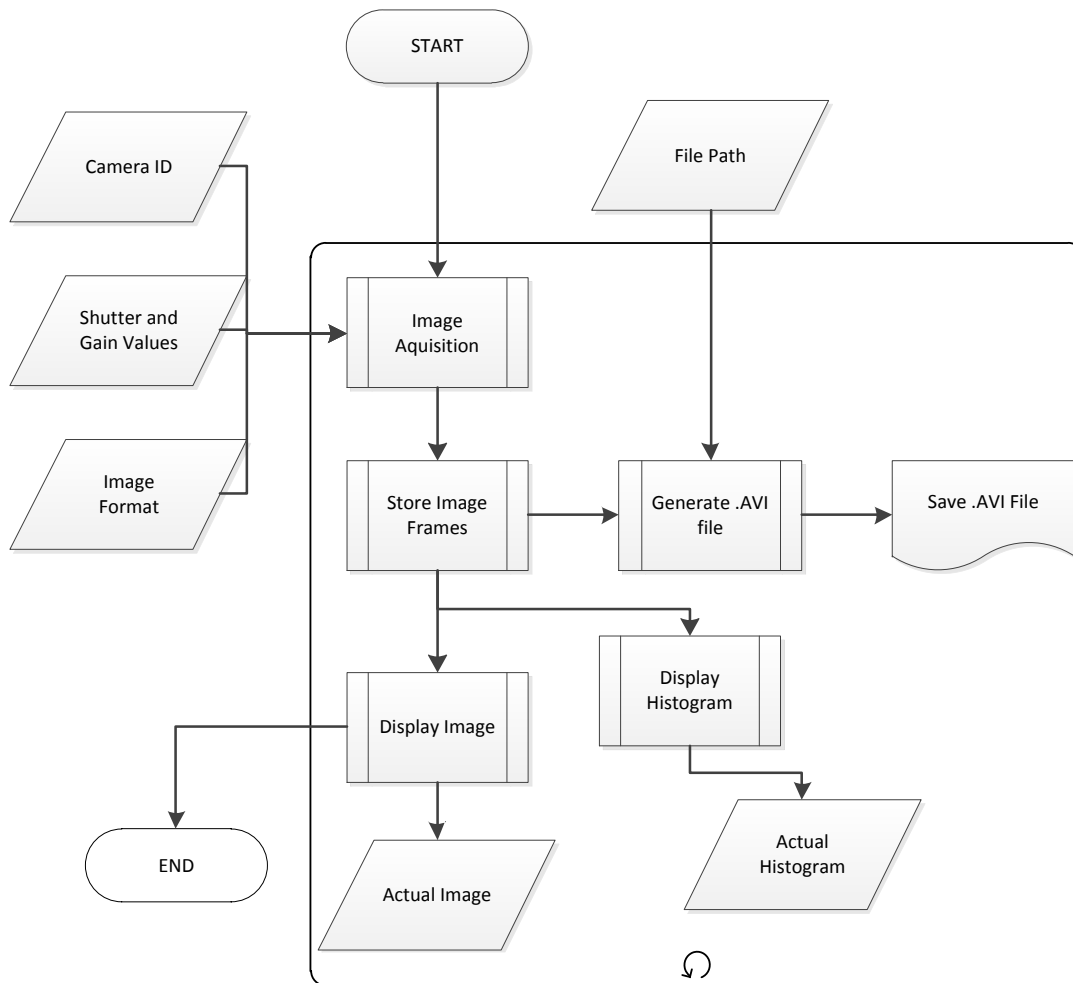 START
Camera ID
File Path
Shutter and
Gain Values
Image
Aquisition
Image
Format
Store Image
Frames
Generate .AVI
file
Save .AVI File
Display
Histogram
Display Image
END
Actual Image
Actual
Histogram